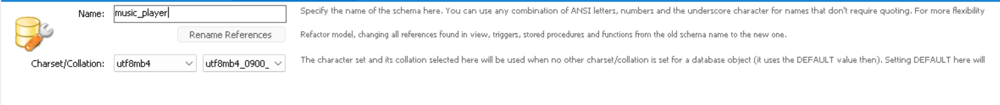 Name: music_player Specify the name of the schema here. You can use any combination of ANSI letters, numbers and the underscore character for names that don't require quoting. For more flexibility
Rename References Refactor model, changing all references found in view, triggers, stored procedures and functions from the old schema name to the new one.
Charset/Collation: utf8mb4 utf8mb4_0900_ The character set and its collation selected here will be used when no other charset/collation is set for a database object (it uses the DEFAULT value then). Setting DEFAULT here will